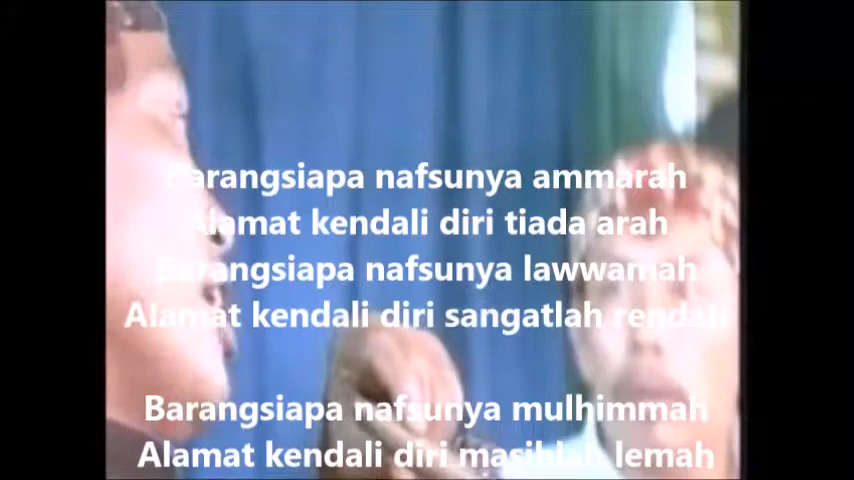 Barangsiapa nafsunya ammarah
Alamat kendali diri tiada arah
Barangsiapa nafsunya lawwamah
Alamat kendali diri sangatlah rendah
Barangsiapa nafsunya mulhimmah
Alamat kendali diri masihlah lemah